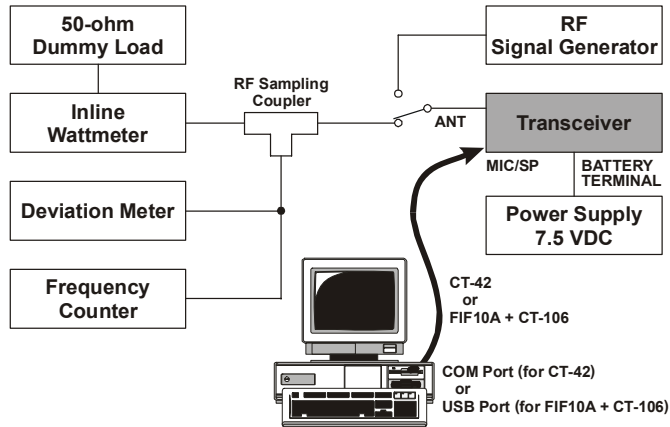 50-ohm
Dummy Load
RF
Signal Generator
RF Sampling
Coupler
Inline
Wattmeter
ANT
Transceiver
MIC/SP
BATTERY
TERMINAL
Deviation Meter
Power Supply
7.5 VDC
Frequency
Counter
CT-42
or
FIF10A + CT-106
COM Port (for CT-42)
or
USB Port (for FIF10A + CT-106)